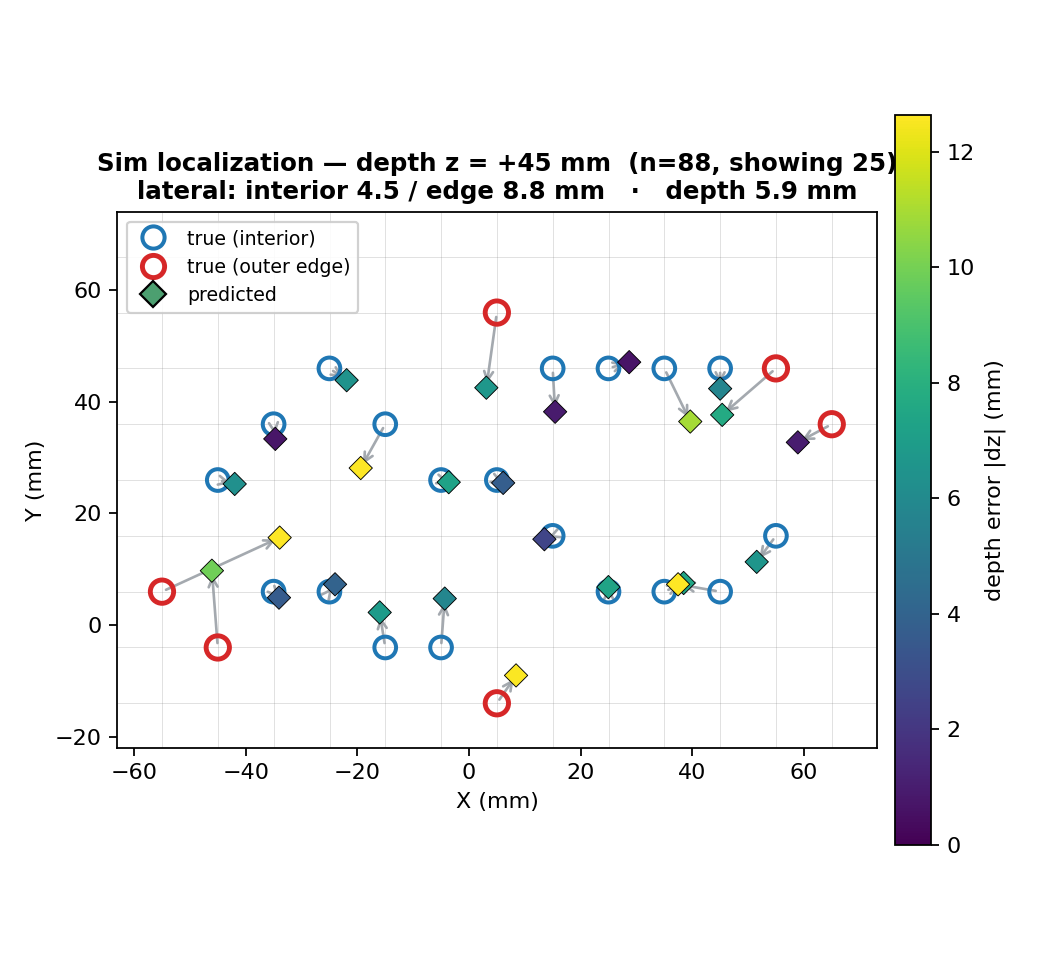 Sim localization — depth z = +45 mm  (n=88, showing 25)
lateral: interior 4.5 / edge 8.8 mm   ·   depth 5.9 mm
true (interior)
true (outer edge)
predicted
Y (mm)
60
40
20
0
−20
−60
−40
−20
0
20
40
60
X (mm)
12
10
8
6
4
2
0
depth error |dz| (mm)